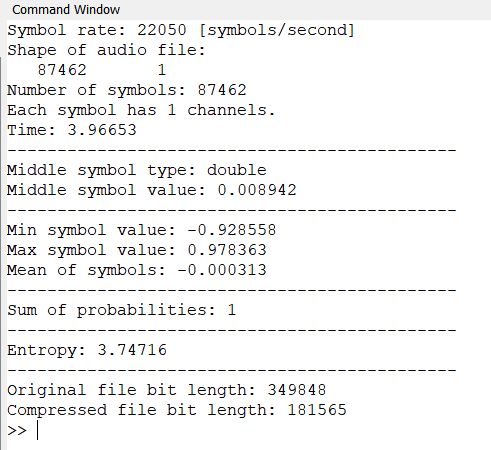 Command Window
Symbol rate: 22050 [symbols/second]
Shape of audio file:
87462 1
Number of symbols: 87462
Each symbol has 1 channels.
Time: 3.96653
---------------------------------------------
Middle symbol type: double
Middle symbol value: 0.008942
---------------------------------------------
Min symbol value: -0.928558
Max symbol value: 0.978363
Mean of symbols: -0.000313
---------------------------------------------
Sum of probabilities: 1
---------------------------------------------
Entropy: 3.74716
---------------------------------------------
Original file bit length: 349848
Compressed file bit length: 181565
>>